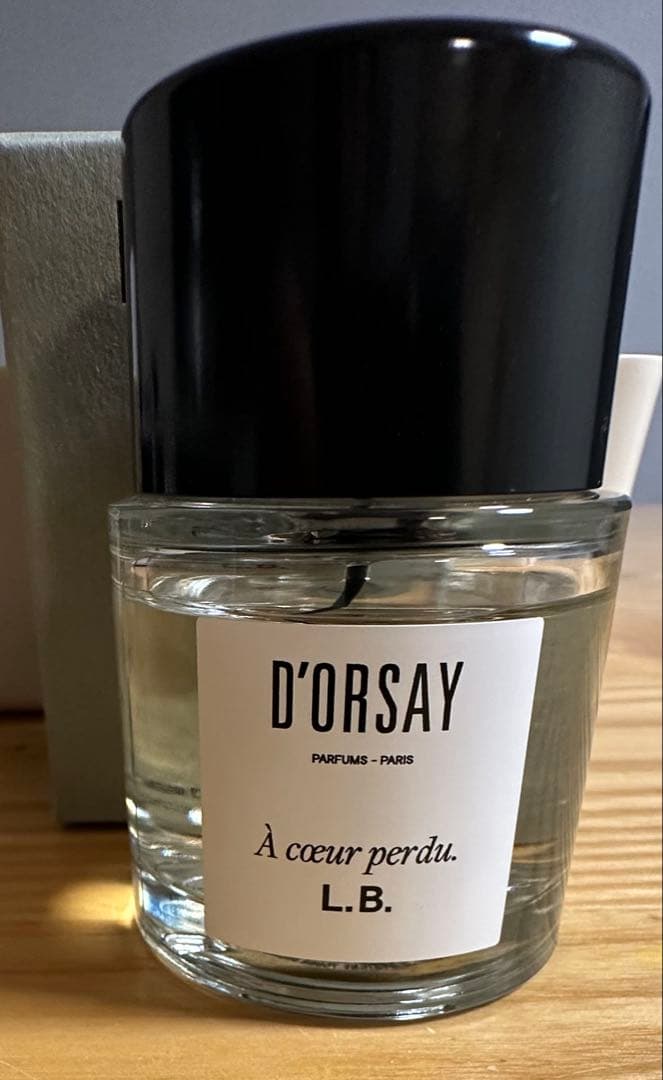 D'ORSAY
PARFUMS - PARIS
À cœur perdu.
L.B.